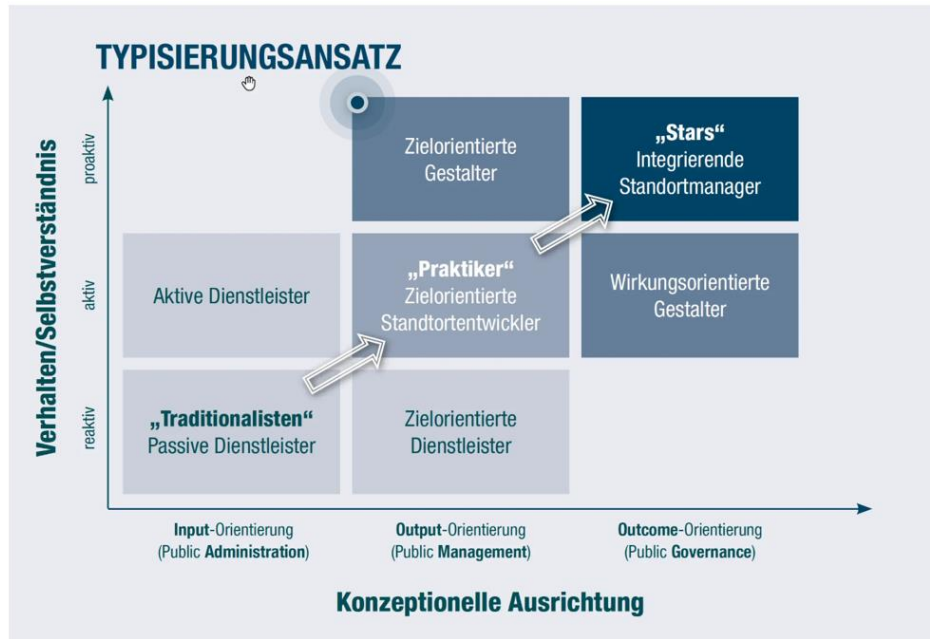 TYPISIERUNGSANSATZ
Verhalten/Selbstverständnis
proaktiv
aktiv
reaktiv
Zielorientierte
Gestalter
„Stars“
Integrierende
Standortmanager
Aktive Dienstleister
„Praktiker“
Zielorientierte
Standtortentwickler
Wirkungsorientierte
Gestalter
„Traditionalisten“
Passive Dienstleister
Zielorientierte
Dienstleister
Input-Orientierung
(Public Administration)
Output-Orientierung
(Public Management)
Outcome-Orientierung
(Public Governance)
Konzeptionelle Ausrichtung